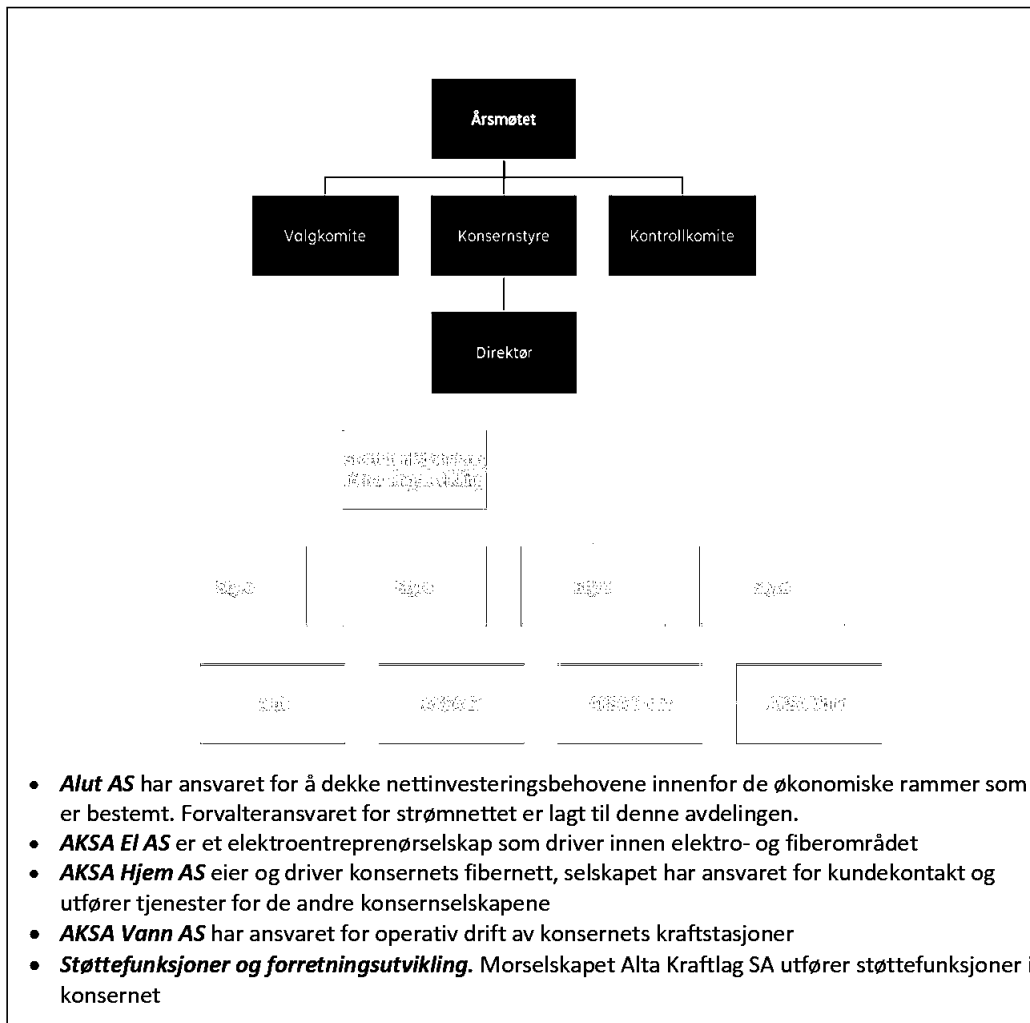 Årsmøtet
Valgkomite
Konsernstyre
Kontrollkomite
Direktør
• Alut AS har ansvaret for å dekke nettinvesteringsbehovene innenfor de økonomiske rammer som
er bestemt. Forvalteransvaret for strømnettet er lagt til denne avdelingen.
• AKSA El AS er et elektroentreprenørselskap som driver innen elektro- og fiberområdet
• AKSA Hjem AS eier og driver konsernets fibernett, selskapet har ansvaret for kundekontakt og
utfører tjenester for de andre konsernselskapene
• AKSA Vann AS har ansvaret for operativ drift av konsernets kraftstasjoner
• Støttefunksjoner og forretningsutvikling. Morselskapet Alta Kraftlag SA utfører støttefunksjoner i
konsernet